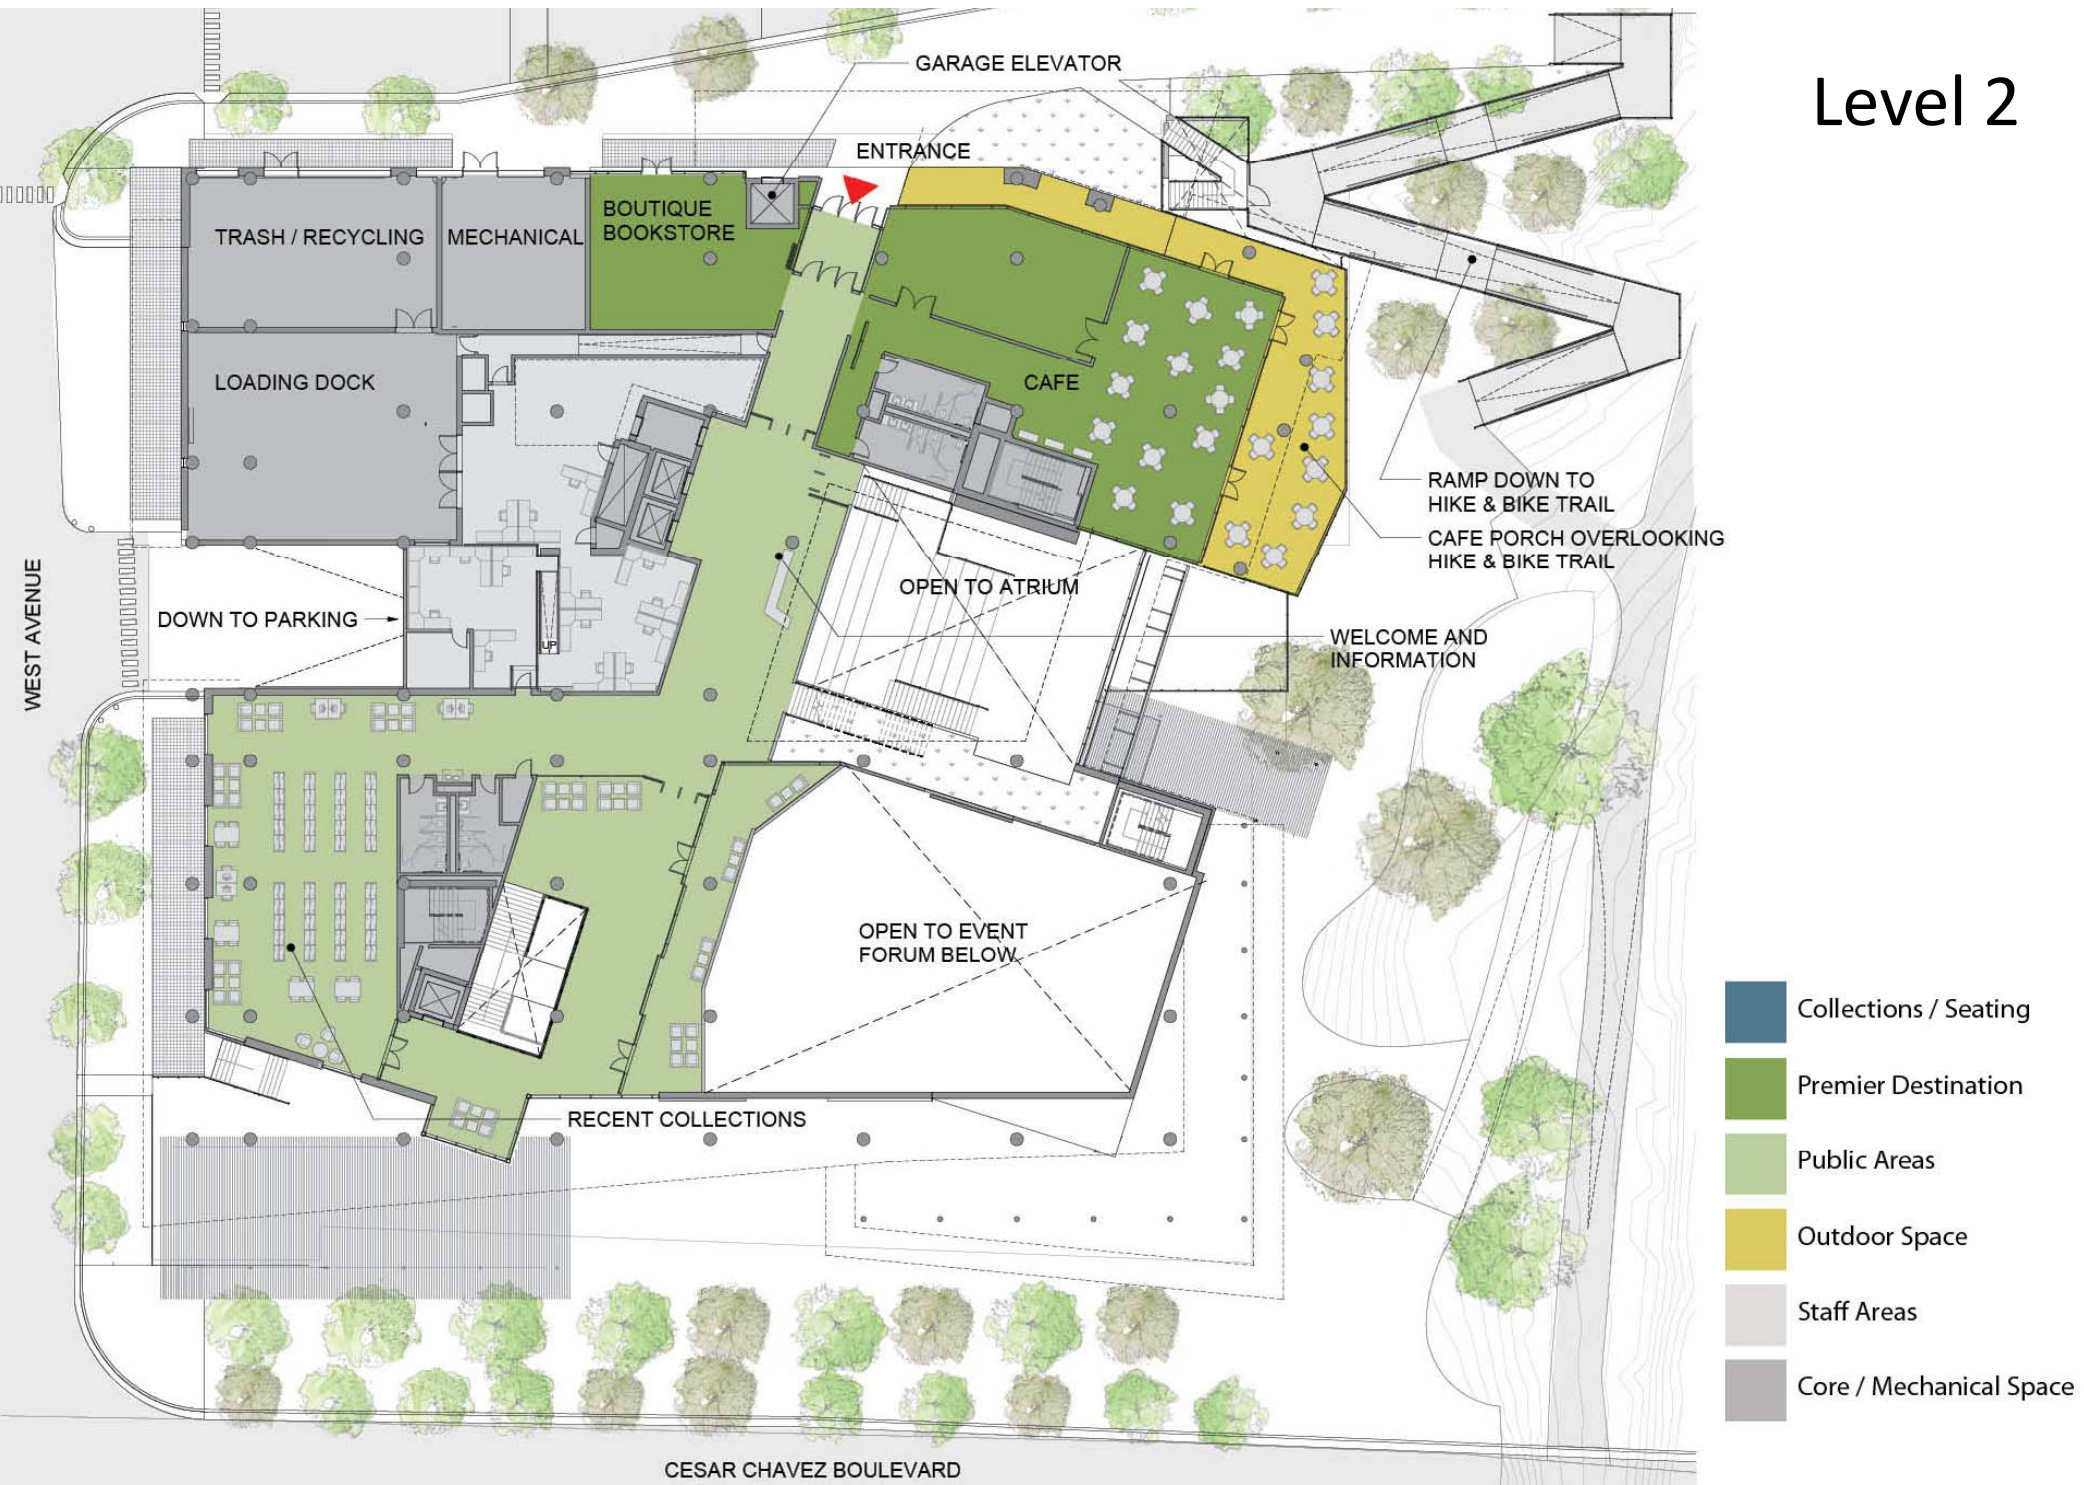 Level 2
GARAGE ELEVATOR
ENTRANCE
BOUTIQUE
BOOKSTORE
TRASH / RECYCLING
MECHANICAL
LOADING DOCK
CAFE
RAMP DOWN TO
HIKE & BIKE TRAIL
CAFE PORCH OVERLOOKING
HIKE & BIKE TRAIL
OPEN TO ATRIUM
DOWN TO PARKING
UP
WEST AVENUE
WELCOME AND
INFORMATION
OPEN TO EVENT
FORUM BELOW
RECENT COLLECTIONS
CESAR CHAVEZ BOULEVARD
Collections / Seating
Premier Destination
Public Areas
Outdoor Space
Staff Areas
Core / Mechanical Space